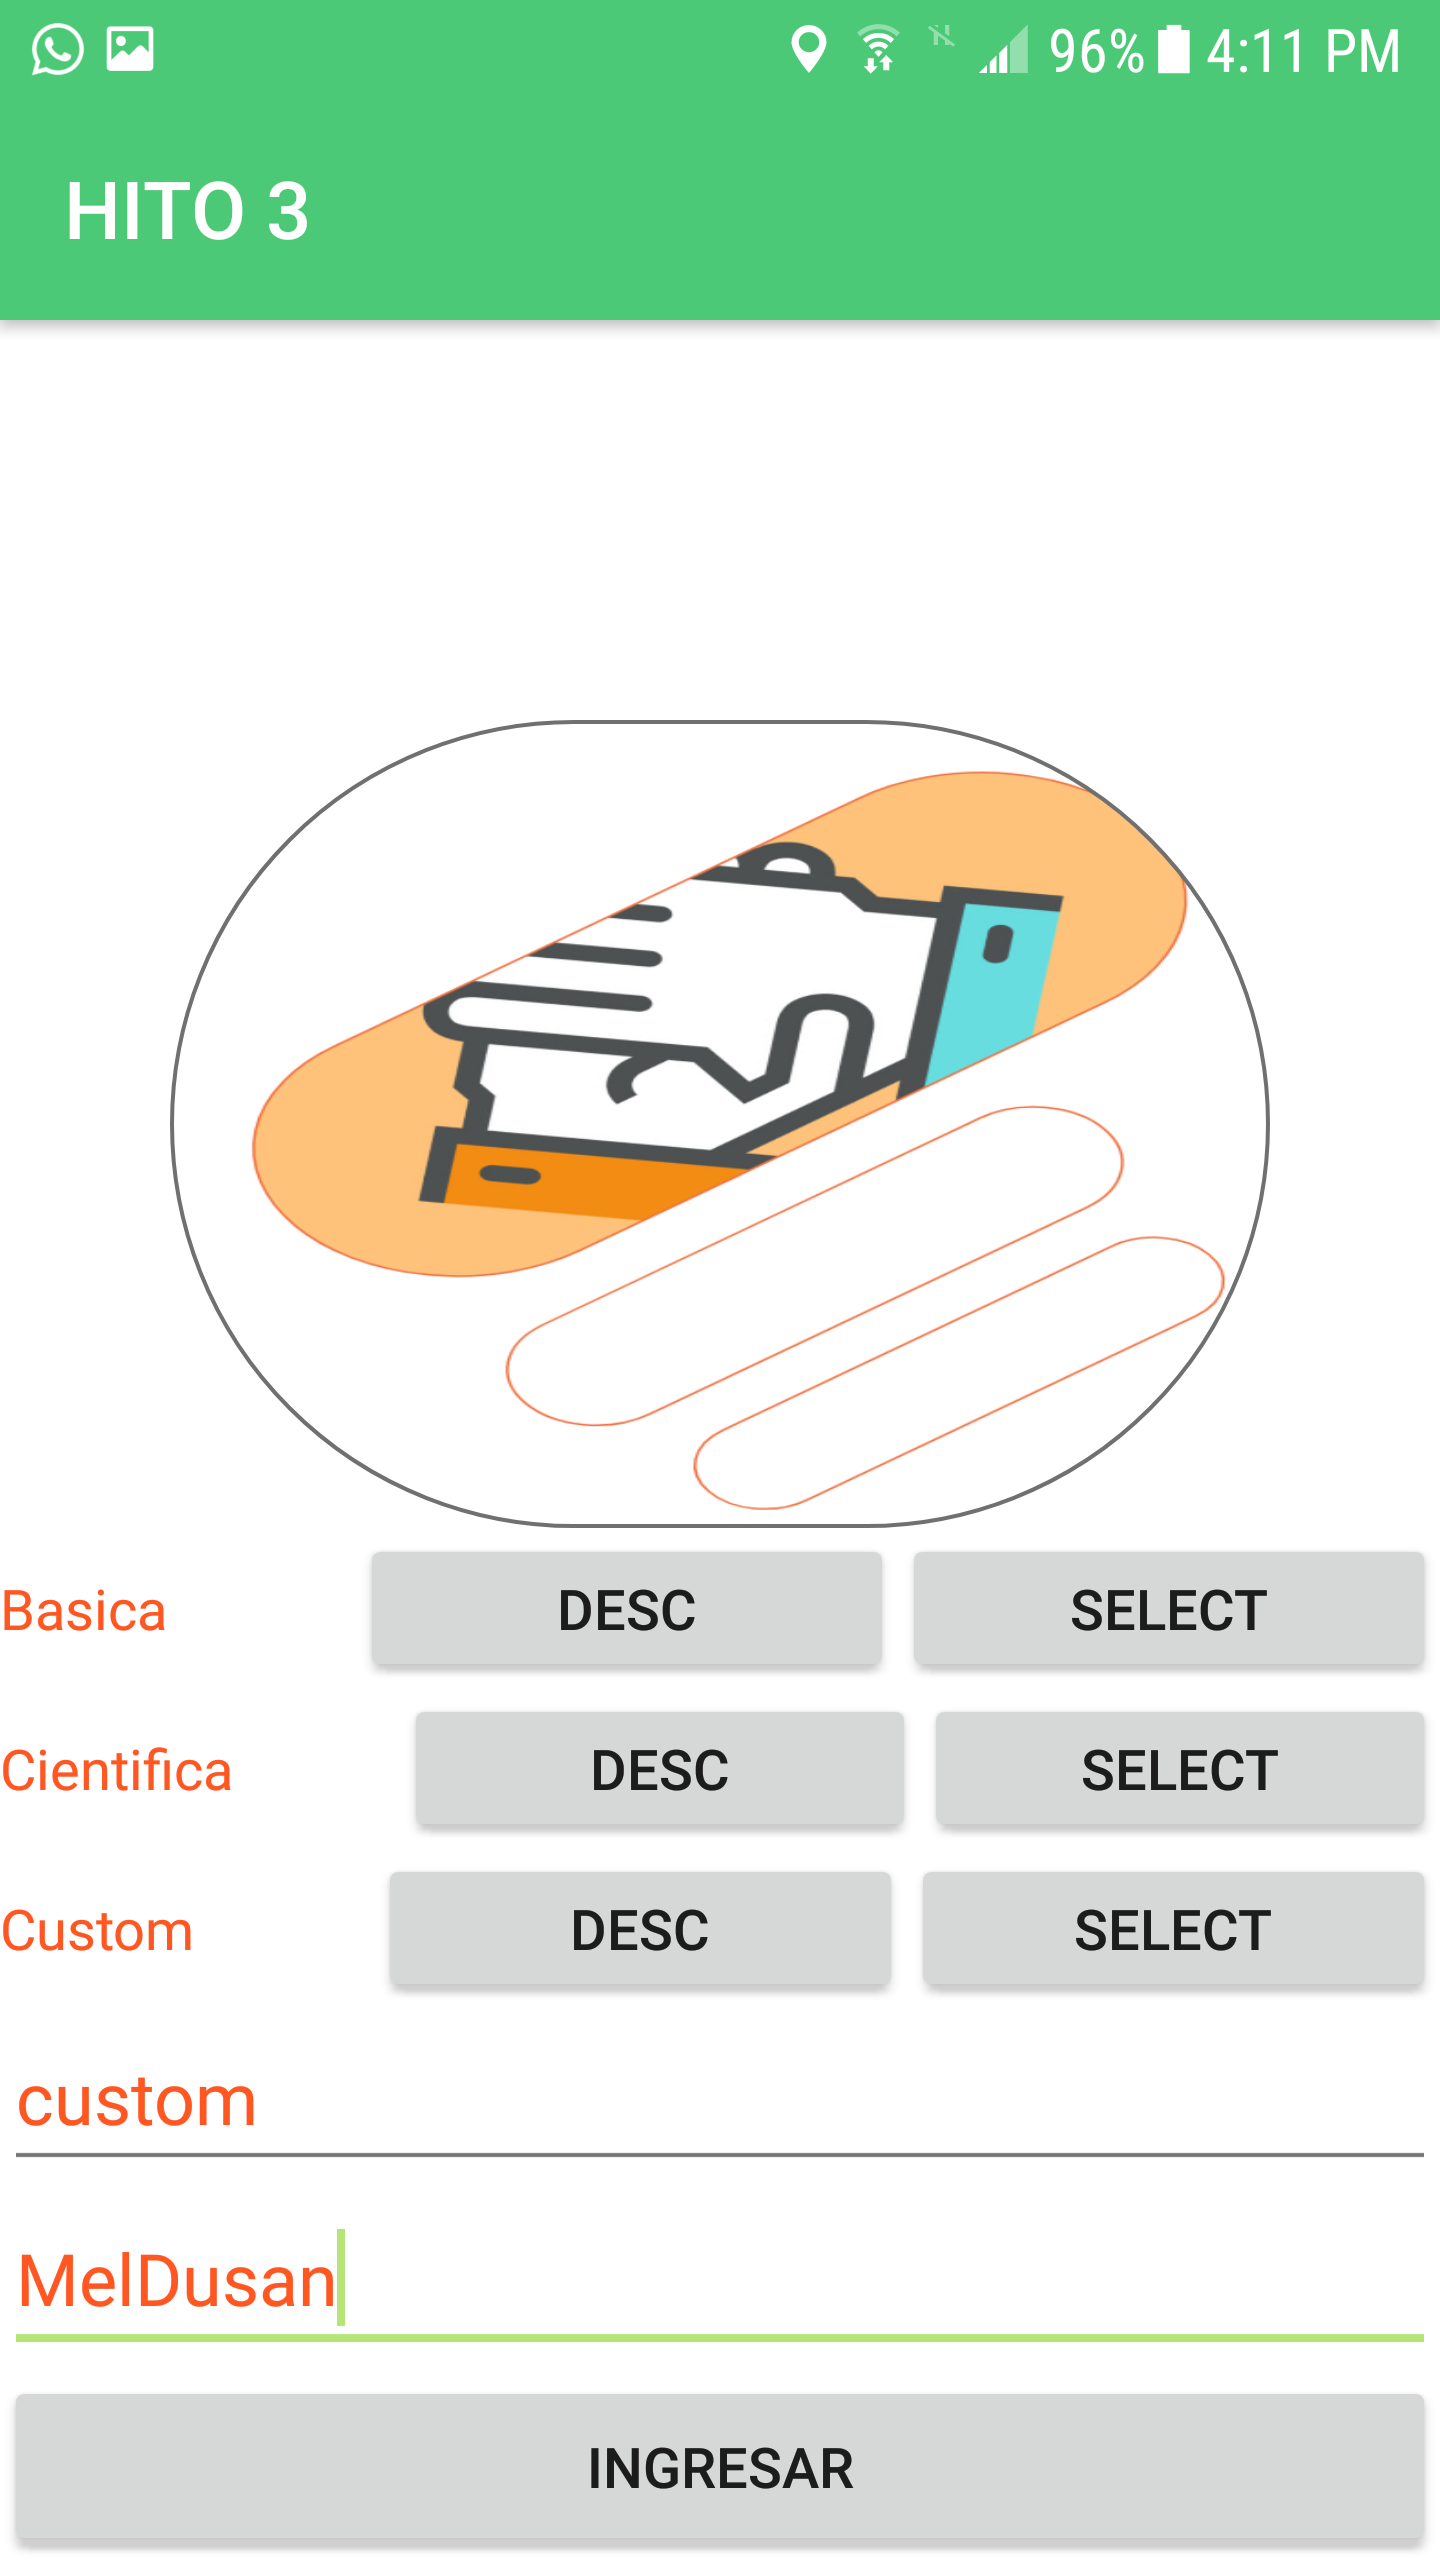 96% 4:11 PM
HITO 3
Basica DESC SELECT
Cientifica DESC SELECT
Custom DESC SELECT
custom
MelDusan
INGRESAR